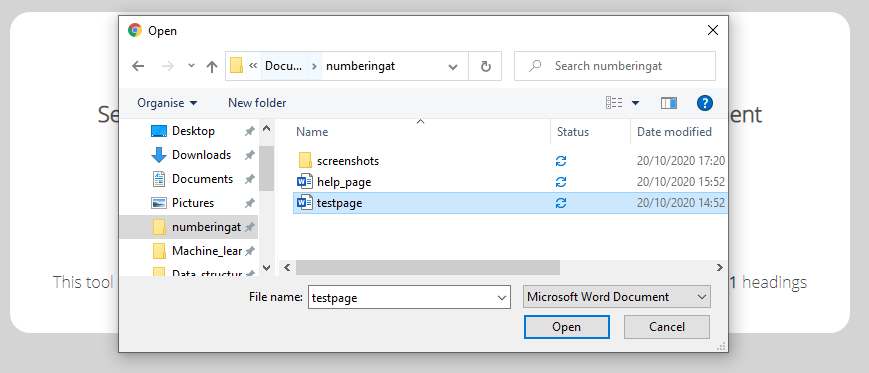 Open
« Docu... > numberingat
Search numberingat
Organise
New folder
Se
ent
Desktop
Downloads
Documents
Pictures
numberingat
Machine_lear
Data_structur
Name Status Date modified
screenshots 20/10/2020 17:20
help_page 20/10/2020 15:52
testpage 20/10/2020 14:52
This tool
1 headings
File name: testpage
Microsoft Word Document
Open
Cancel